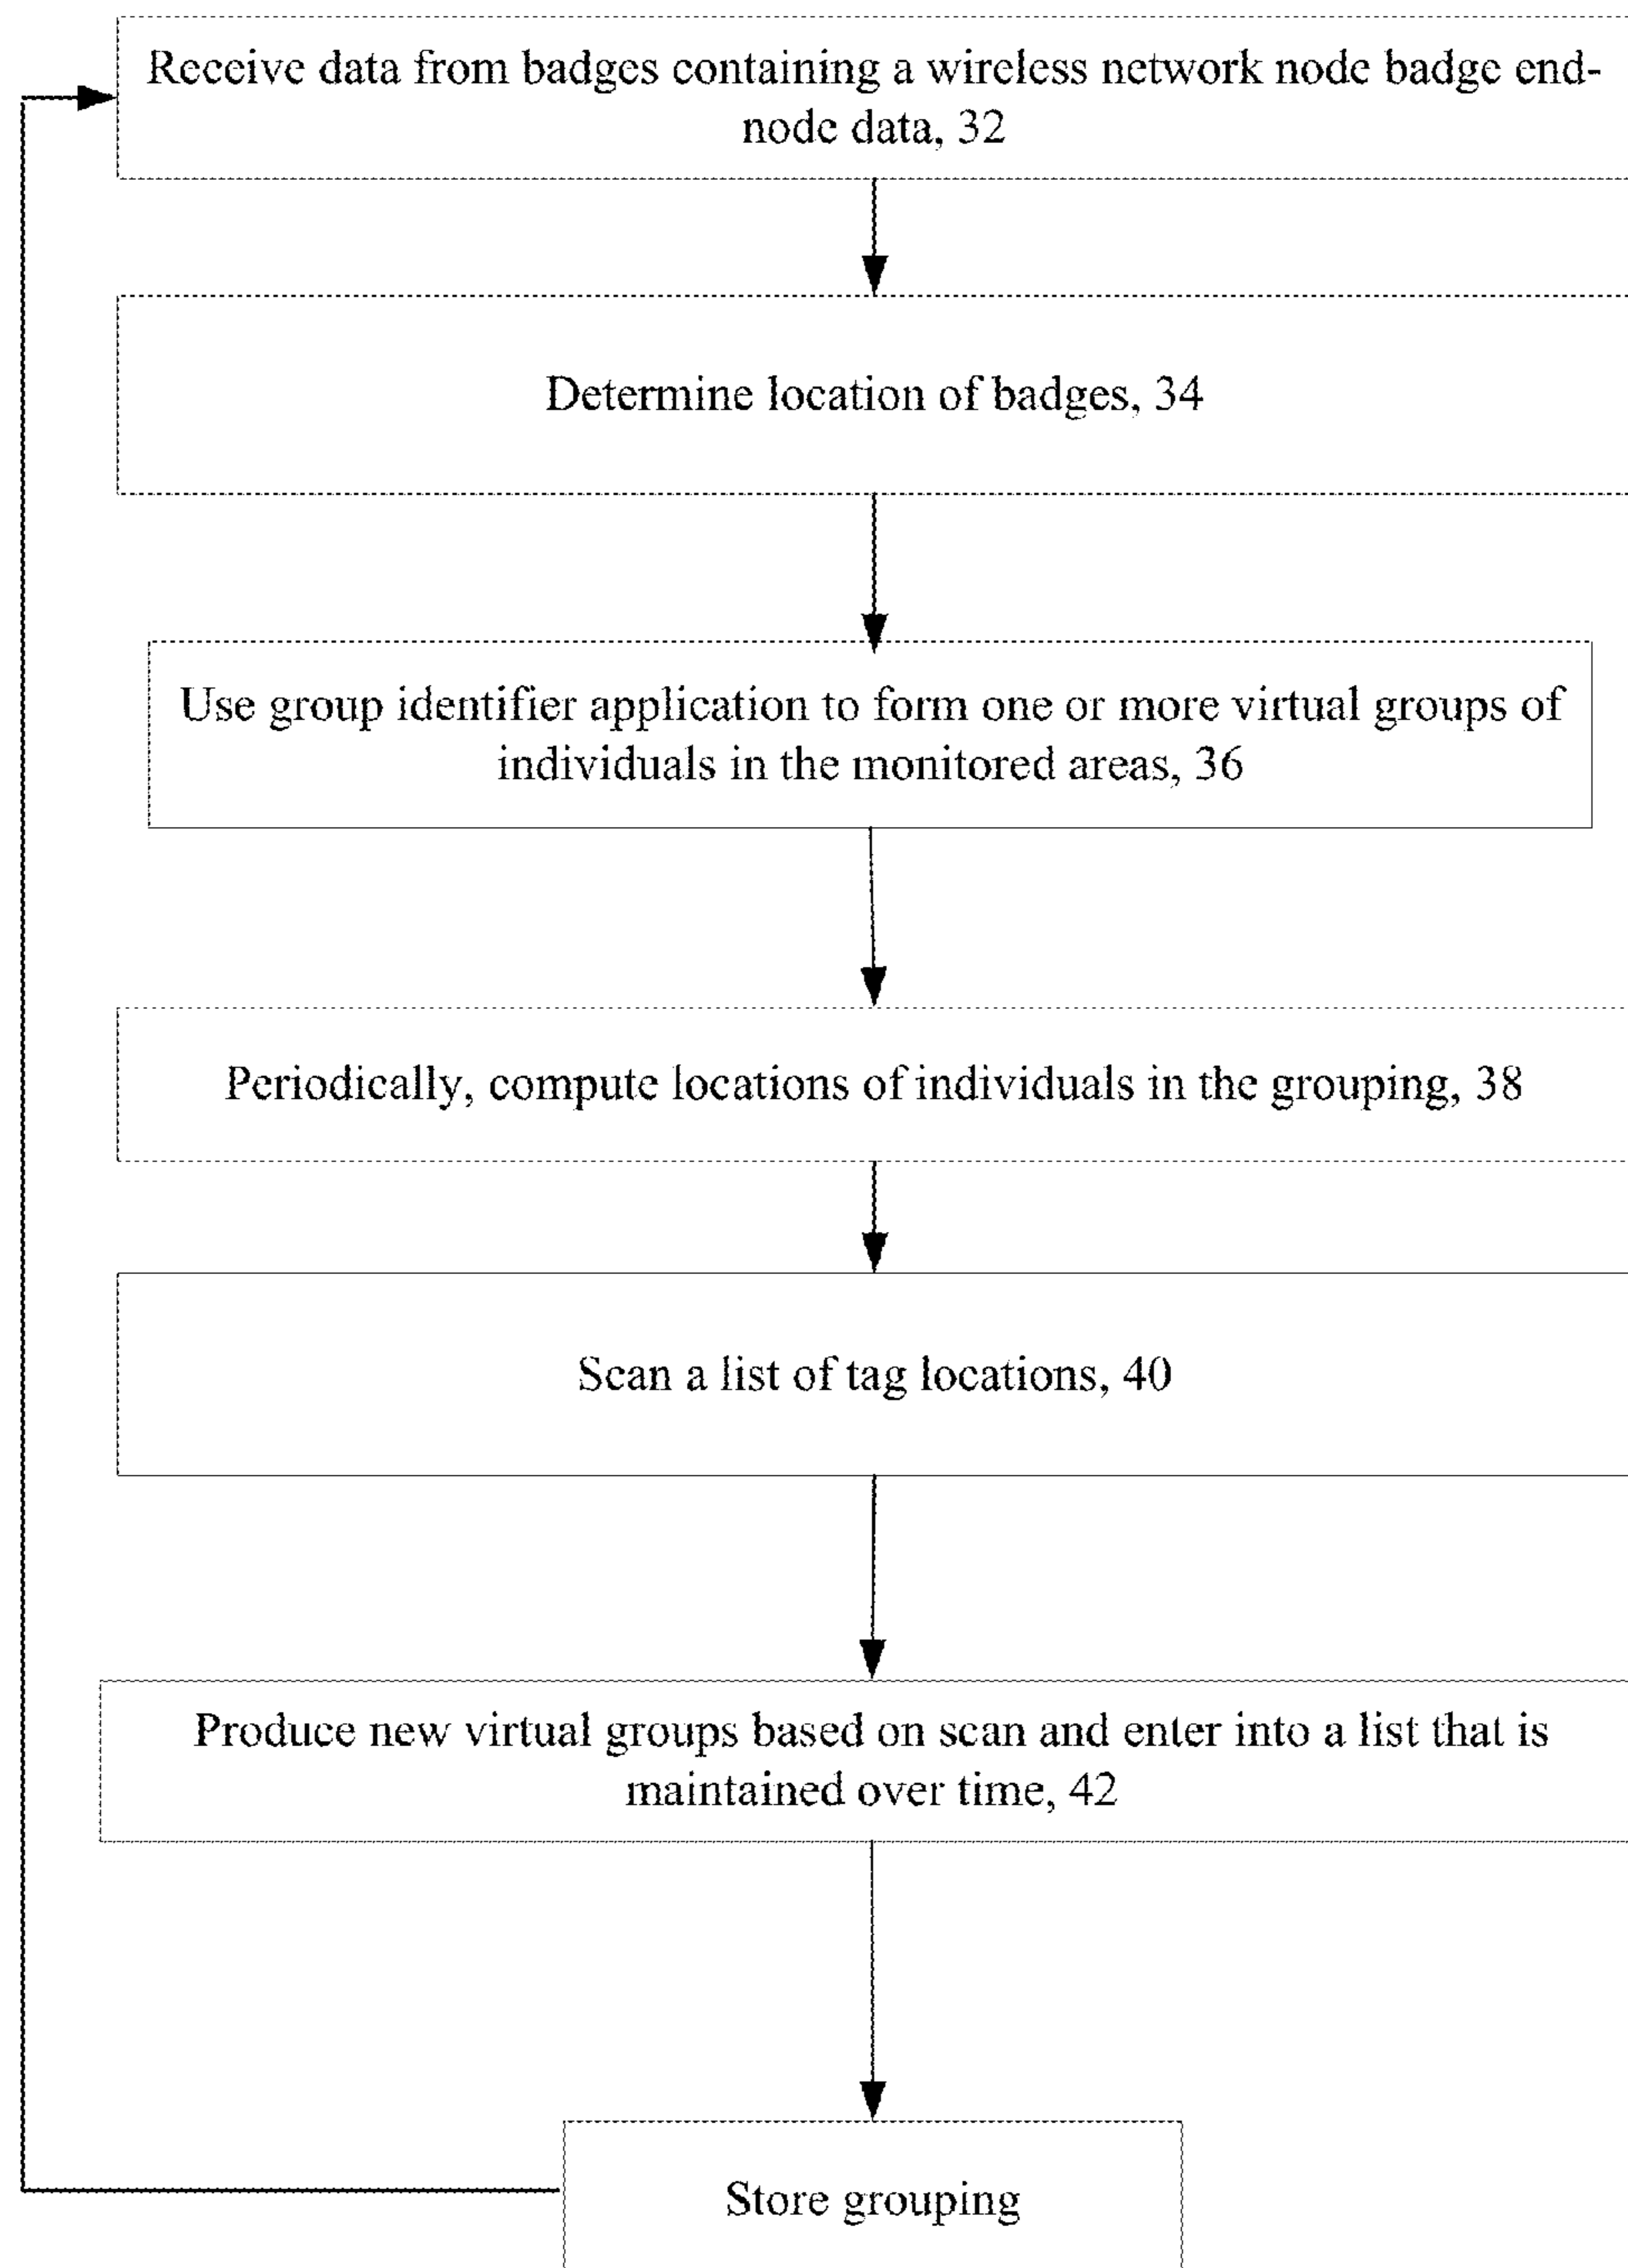 Receive data from badges containing a wireless network node badge end-
node data, 32
Determine location of badges, 34
Use group identifier application to form one or more virtual groups of
individuals in the monitored areas, 36
Periodically, compute locations of individuals in the grouping, 38
Scan a list of tag locations, 40
Produce new virtual groups based on scan and enter into a list that is
maintained over time, 42
Store grouping